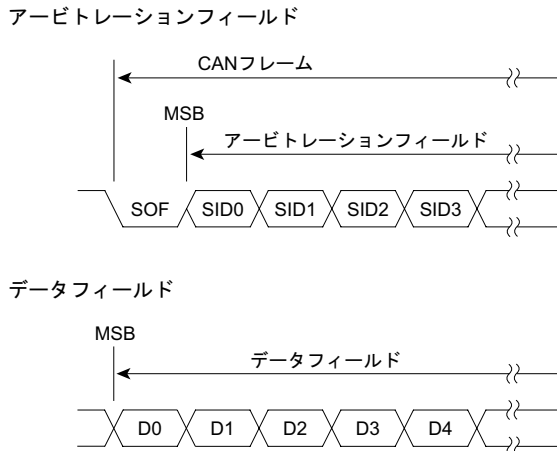 アービトレーションフィールド
CANフレーム
MSB
アービトレーションフィールド
SOF SID0 SID1 SID2 SID3
データフィールド
MSB
データフィールド
D0 D1 D2 D3 D4